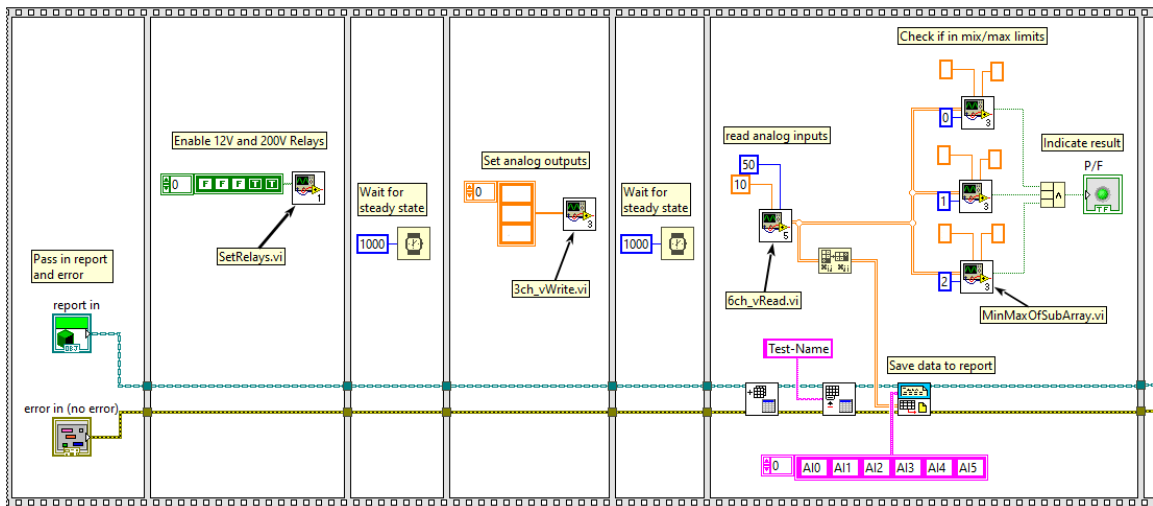 Pass in report
and error
report in
OBJ
error in (no error)
Enable 12V and 200V Relays
0
F F F T T
1
SetRelays.vi
Wait for
steady state
1000
Set analog outputs
0
3
3ch_vWrite.vi
Wait for
steady state
1000
read analog inputs
50
10
5
6ch_vRead.vi
Check if in mix/max limits
0
3
1
3
2
3
MinMaxOfSubArray.vi
Indicate result
P/F
TF
Test-Name
Save data to report
0
AI0 AI1 AI2 AI3 AI4 AI5